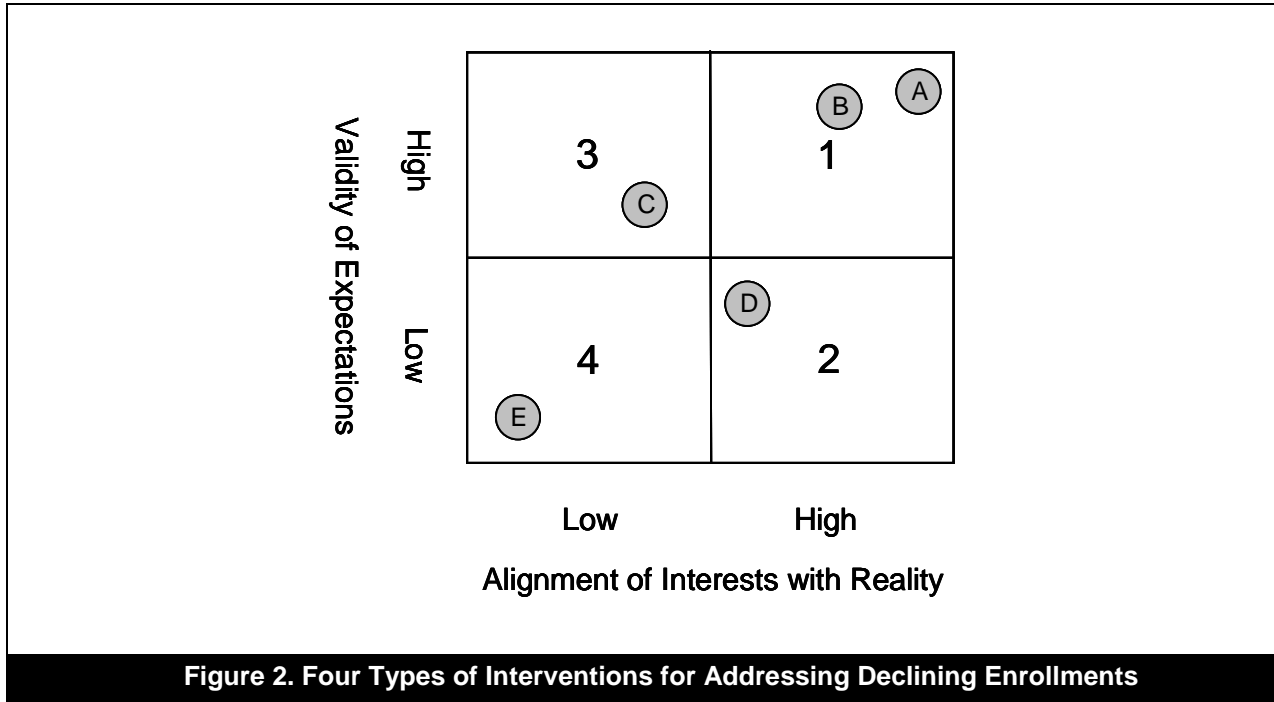 Validity of Expectations
High
Low
A
B
3
1
C
D
4
2
E
Low High
Alignment of Interests with Reality
Figure 2. Four Types of Interventions for Addressing Declining Enrollments